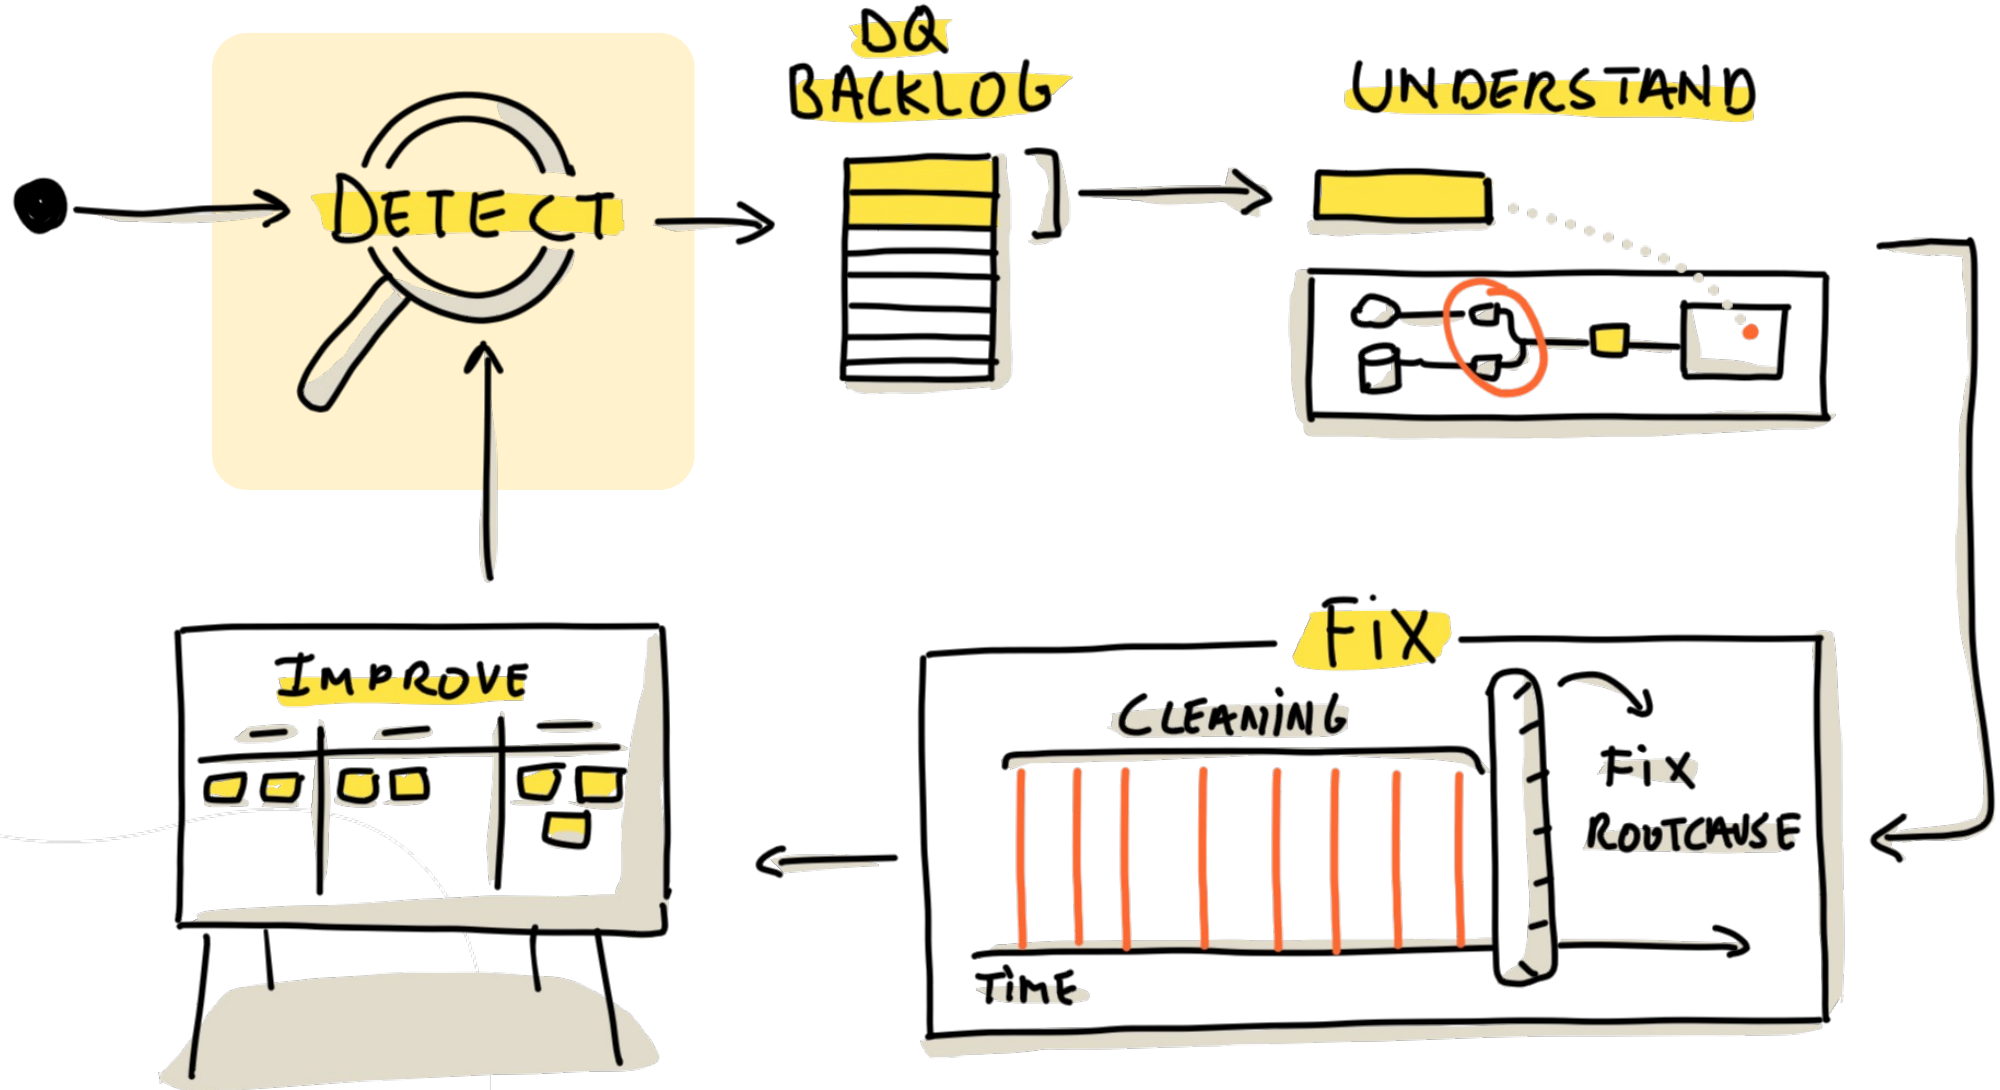 DETECT
DQ
BACKLOG
UNDERSTAND
FIX
CLEANING
FIX
ROOTCAUSE
TIME
IMPROVE